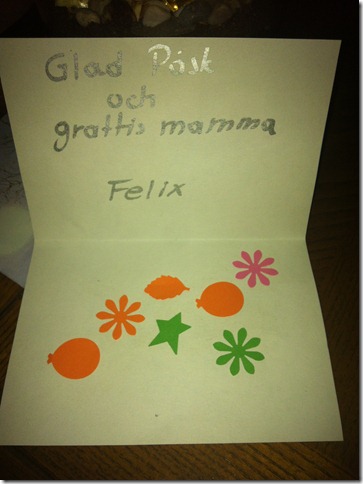 Glad Påsk
och
grattis mamma
Felix